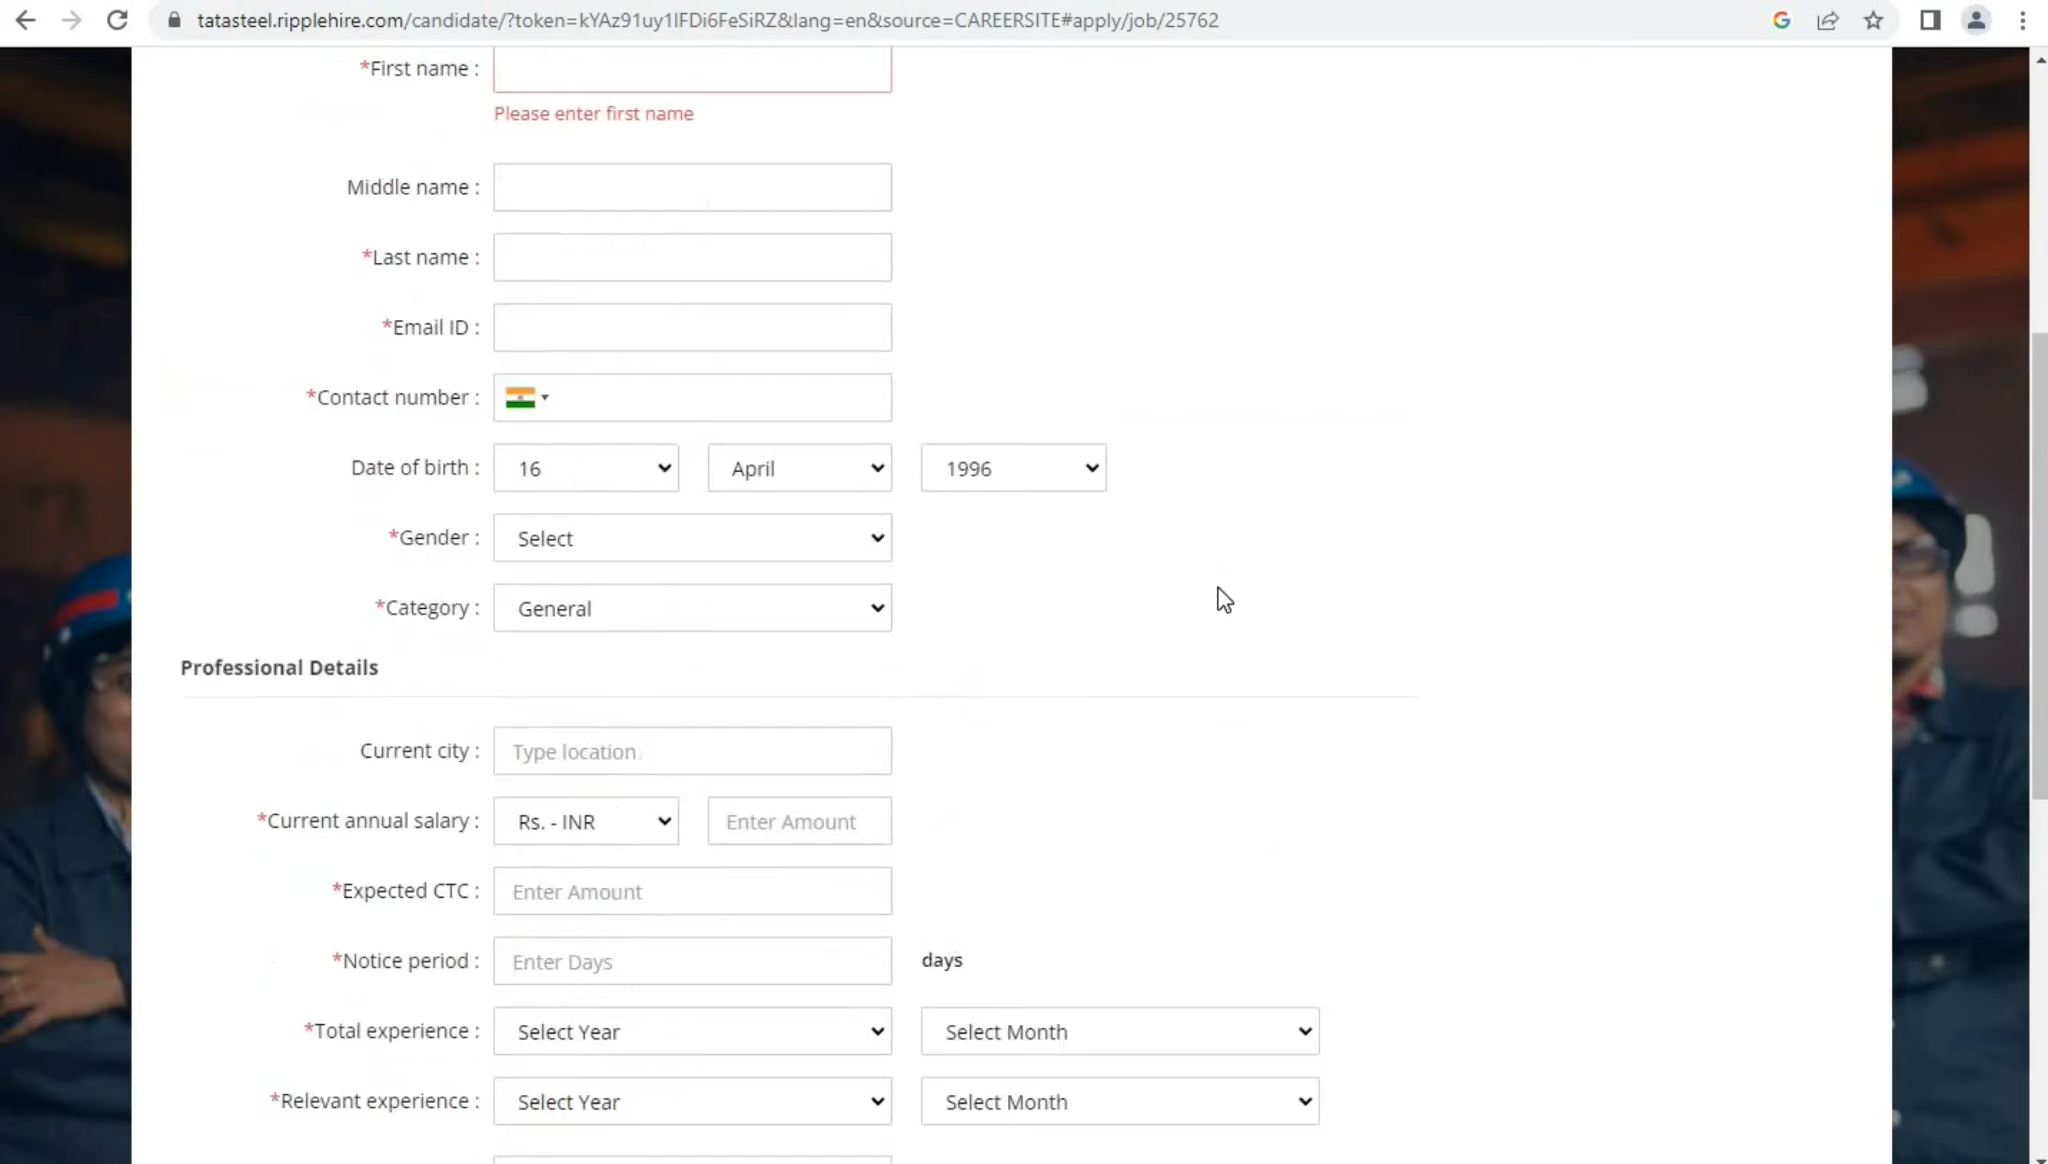 tatasteel.ripplehire.com/candidate/?token=kYAz91uy1lFDi6FeSiRZ&lang=en&source=CAREERSITE#apply/job/25762
*First name :
Please enter first name
Middle name :
*Last name :
*Email ID :
*Contact number :
Date of birth : 16 April 1996
*Gender : Select
*Category : General
Professional Details
Current city : Type location
*Current annual salary : Rs. - INR Enter Amount
*Expected CTC : Enter Amount
*Notice period : Enter Days days
*Total experience : Select Year Select Month
*Relevant experience : Select Year Select Month